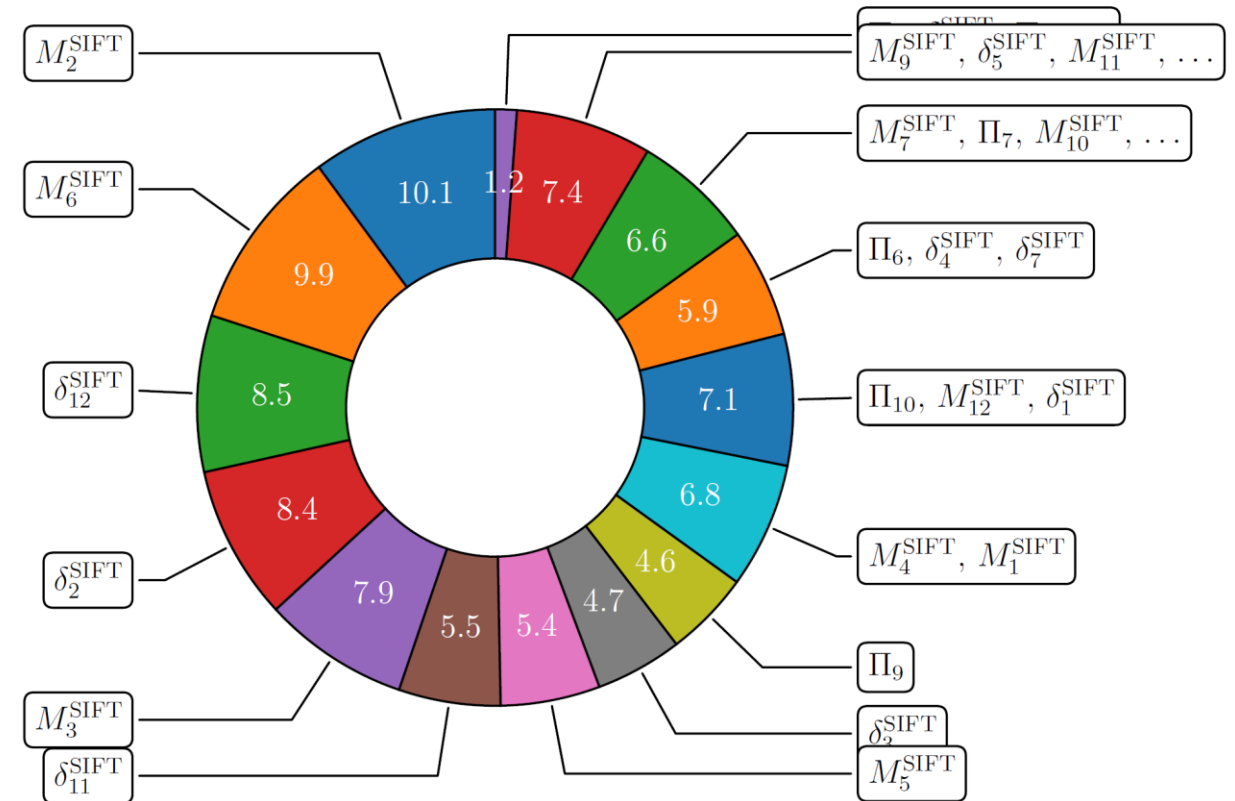 M_2^SIFT
M_9^SIFT, δ_5^SIFT, M_11^SIFT, …
M_7^SIFT, Π_7, M_10^SIFT, …
M_6^SIFT
10.1
1.2
7.4
6.6
Π_6, δ_4^SIFT, δ_7^SIFT
9.9
5.9
δ_12^SIFT
8.5
7.1
Π_10, M_12^SIFT, δ_1^SIFT
8.4
6.8
M_4^SIFT, M_1^SIFT
δ_2^SIFT
7.9
5.5
5.4
4.7
4.6
Π_9
M_3^SIFT
δ_3^SIFT
δ_11^SIFT
M_5^SIFT